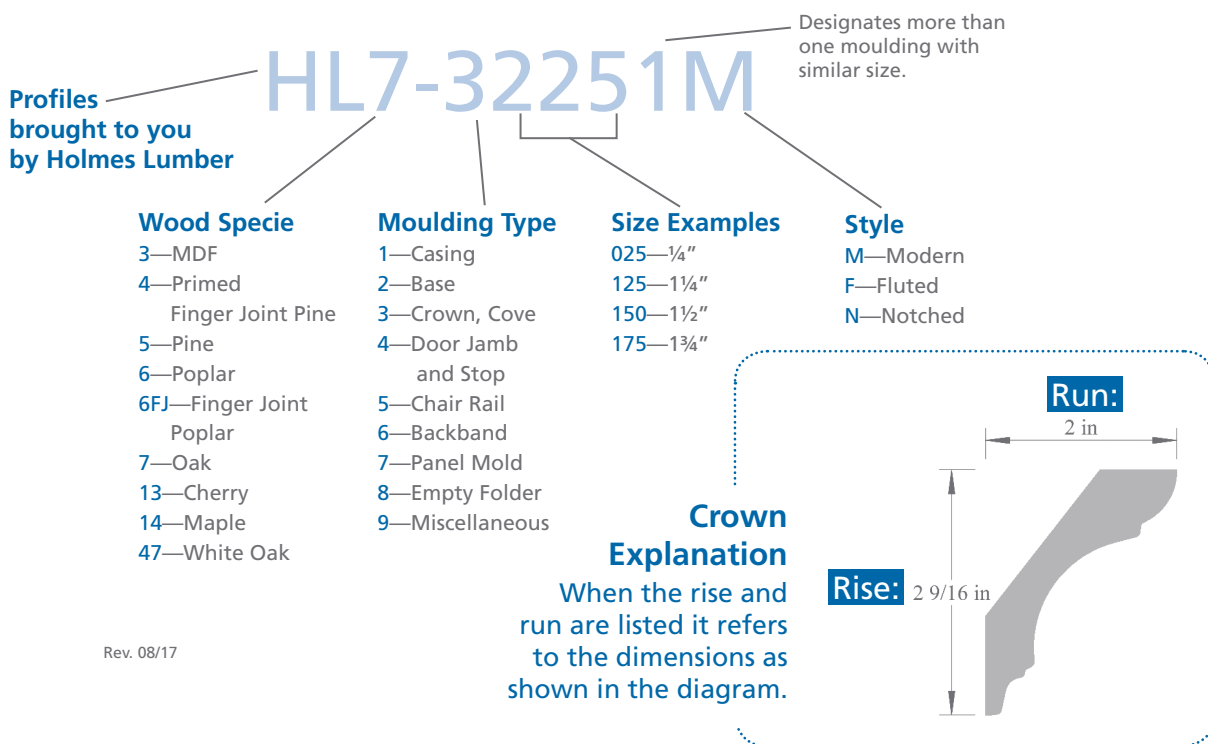 Designates more than
one moulding with
similar size.
HL7-32251M
Profiles
brought to you
by Holmes Lumber
Wood Specie
3—MDF
4—Primed
Finger Joint Pine
5—Pine
6—Poplar
6FJ—Finger Joint
Poplar
7—Oak
13—Cherry
14—Maple
47—White Oak
Moulding Type
1—Casing
2—Base
3—Crown, Cove
4—Door Jamb
and Stop
5—Chair Rail
6—Backband
7—Panel Mold
8—Empty Folder
9—Miscellaneous
Size Examples
025—¼”
125—1¼”
150—1½”
175—1¾”
Style
M—Modern
F—Fluted
N—Notched
Crown
Explanation
When the rise and
run are listed it refers
to the dimensions as
shown in the diagram.
Run:
2 in
Rise: 2 9/16 in
Rev. 08/17